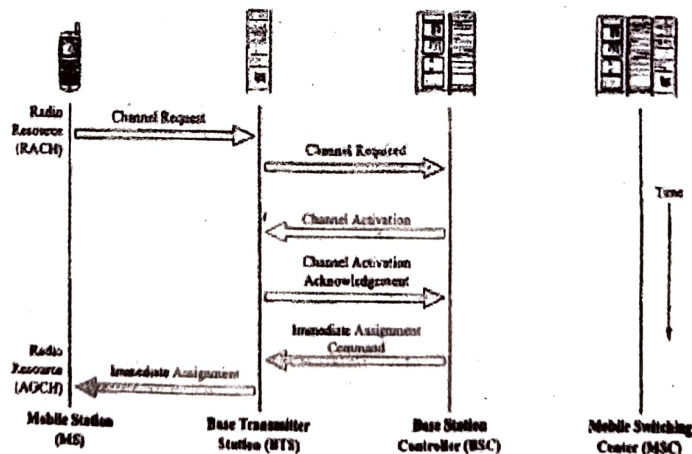 Radio
Resource
(RACH)
Channel Request
Channel Required
Time
Channel Activation
Channel Activation
Acknowledgement
Immediate Assignment
Command
Radio
Resource
(AGCH)
Immediate Assignment
Mobile Station
(MS)
Base Transmitter
Station (BTS)
Base Station
Controller (BSC)
Mobile Switching
Center (MSC)